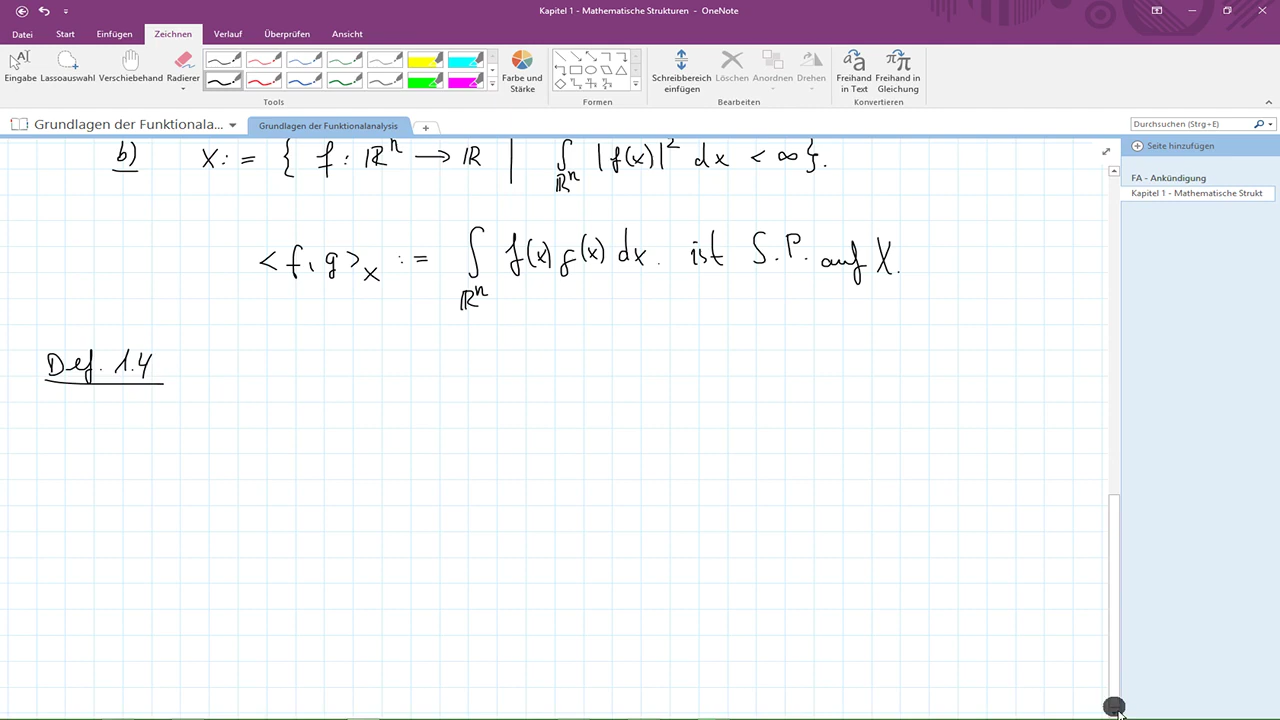 Kapitel 1 - Mathematische Strukturen - OneNote
Datei Start Einfügen Zeichnen Verlauf Überprüfen Ansicht
Eingabe Lassoauswahl Verschiebehand Radierer Farbe und Stärke Schreibbereich einfügen Löschen Anordnen Drehen Freihand in Text Freihand in Gleichung
Tools Formen Bearbeiten Konvertieren
Grundlagen der Funktionala... Grundlagen der Funktionalanalysis Durchsuchen (Strg+E)
Seite hinzufügen
FA - Ankündigung
Kapitel 1 - Mathematische Strukt
b) X := { f : ℝⁿ → ℝ | ∫_ℝⁿ |f(x)|² dx < ∞ }.
<f, g>_X := ∫_ℝⁿ f(x) g(x) dx. ist S.P. auf X.
Def. 1.4